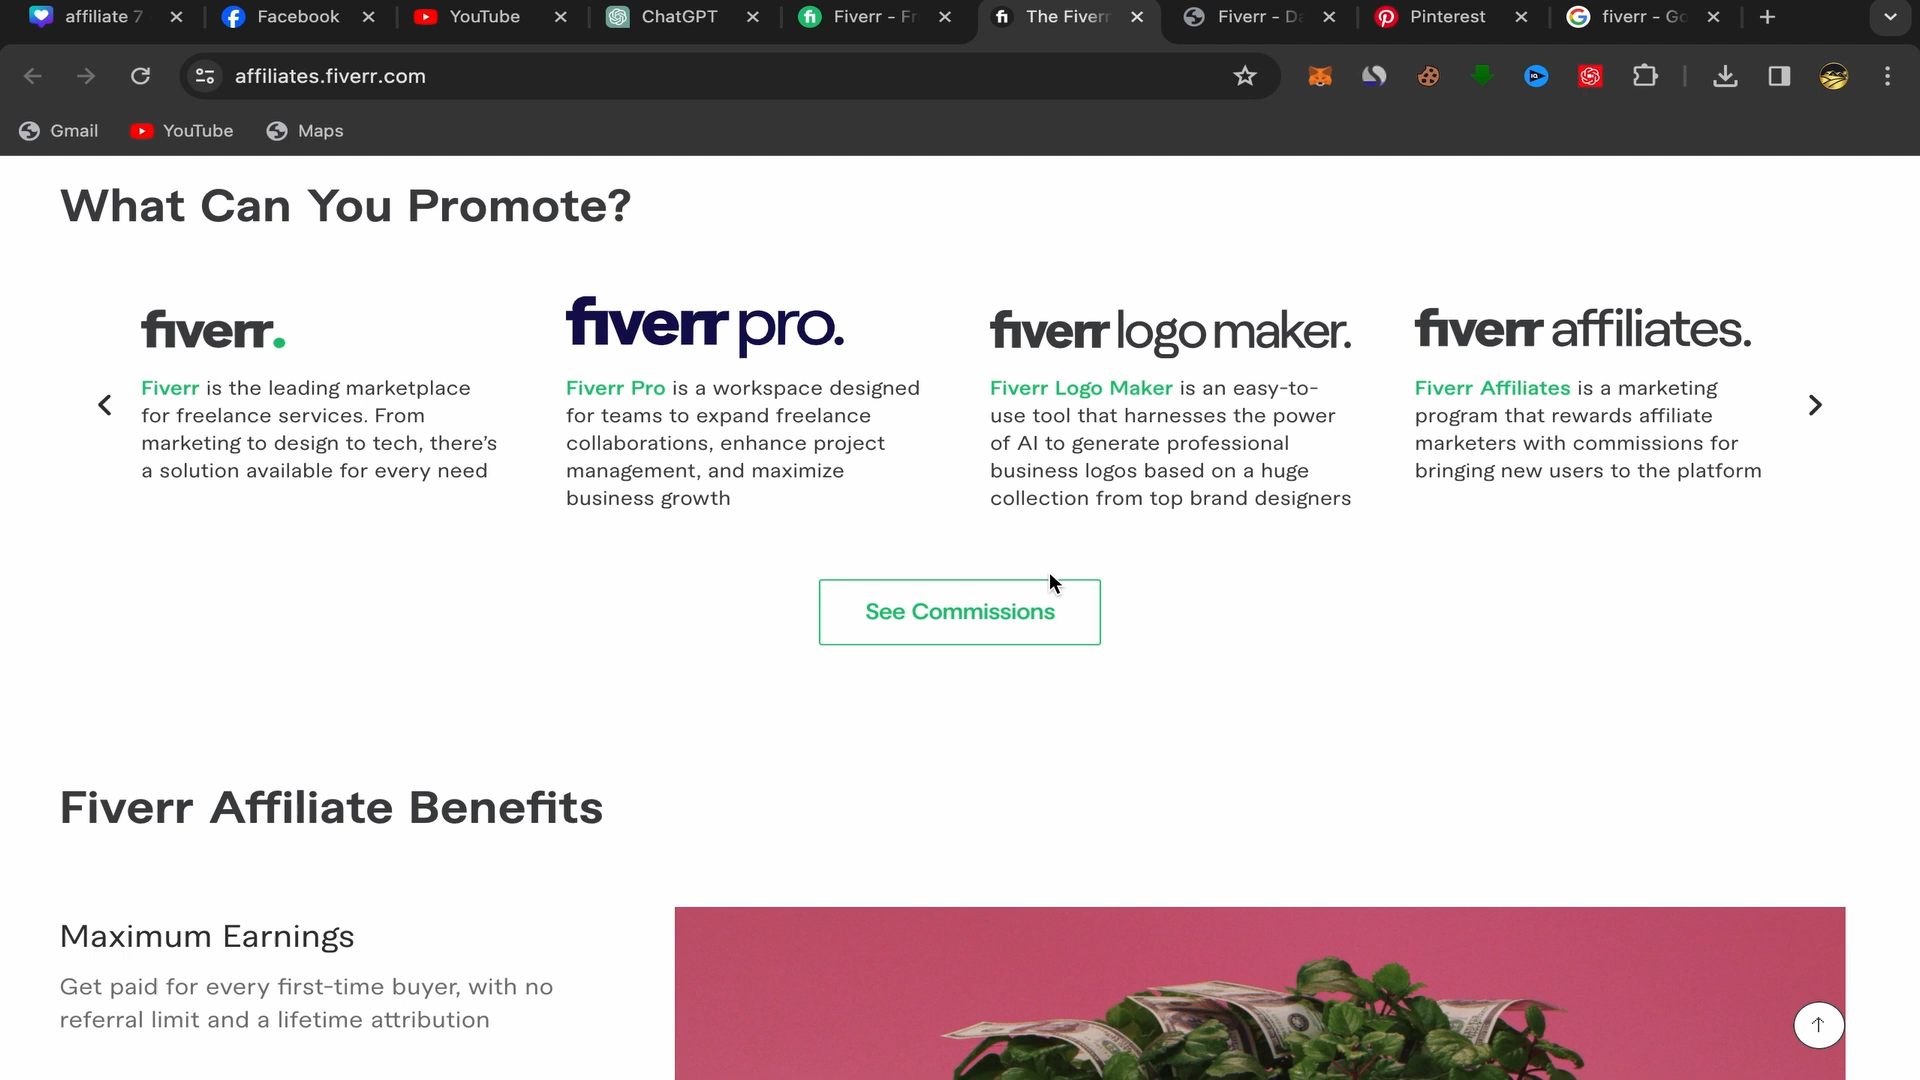 affiliate 7
Facebook
YouTube
ChatGPT
Fiverr - Fr
The Fiverr
Fiverr - Da
Pinterest
fiverr - Go
affiliates.fiverr.com
Gmail
YouTube
Maps
What Can You Promote?
fiverr.
Fiverr is the leading marketplace
for freelance services. From
marketing to design to tech, there's
a solution available for every need
fiverr pro.
Fiverr Pro is a workspace designed
for teams to expand freelance
collaborations, enhance project
management, and maximize
business growth
fiverr logo maker.
Fiverr Logo Maker is an easy-to-
use tool that harnesses the power
of AI to generate professional
business logos based on a huge
collection from top brand designers
fiverr affiliates.
Fiverr Affiliates is a marketing
program that rewards affiliate
marketers with commissions for
bringing new users to the platform
See Commissions
Fiverr Affiliate Benefits
Maximum Earnings
Get paid for every first-time buyer, with no
referral limit and a lifetime attribution